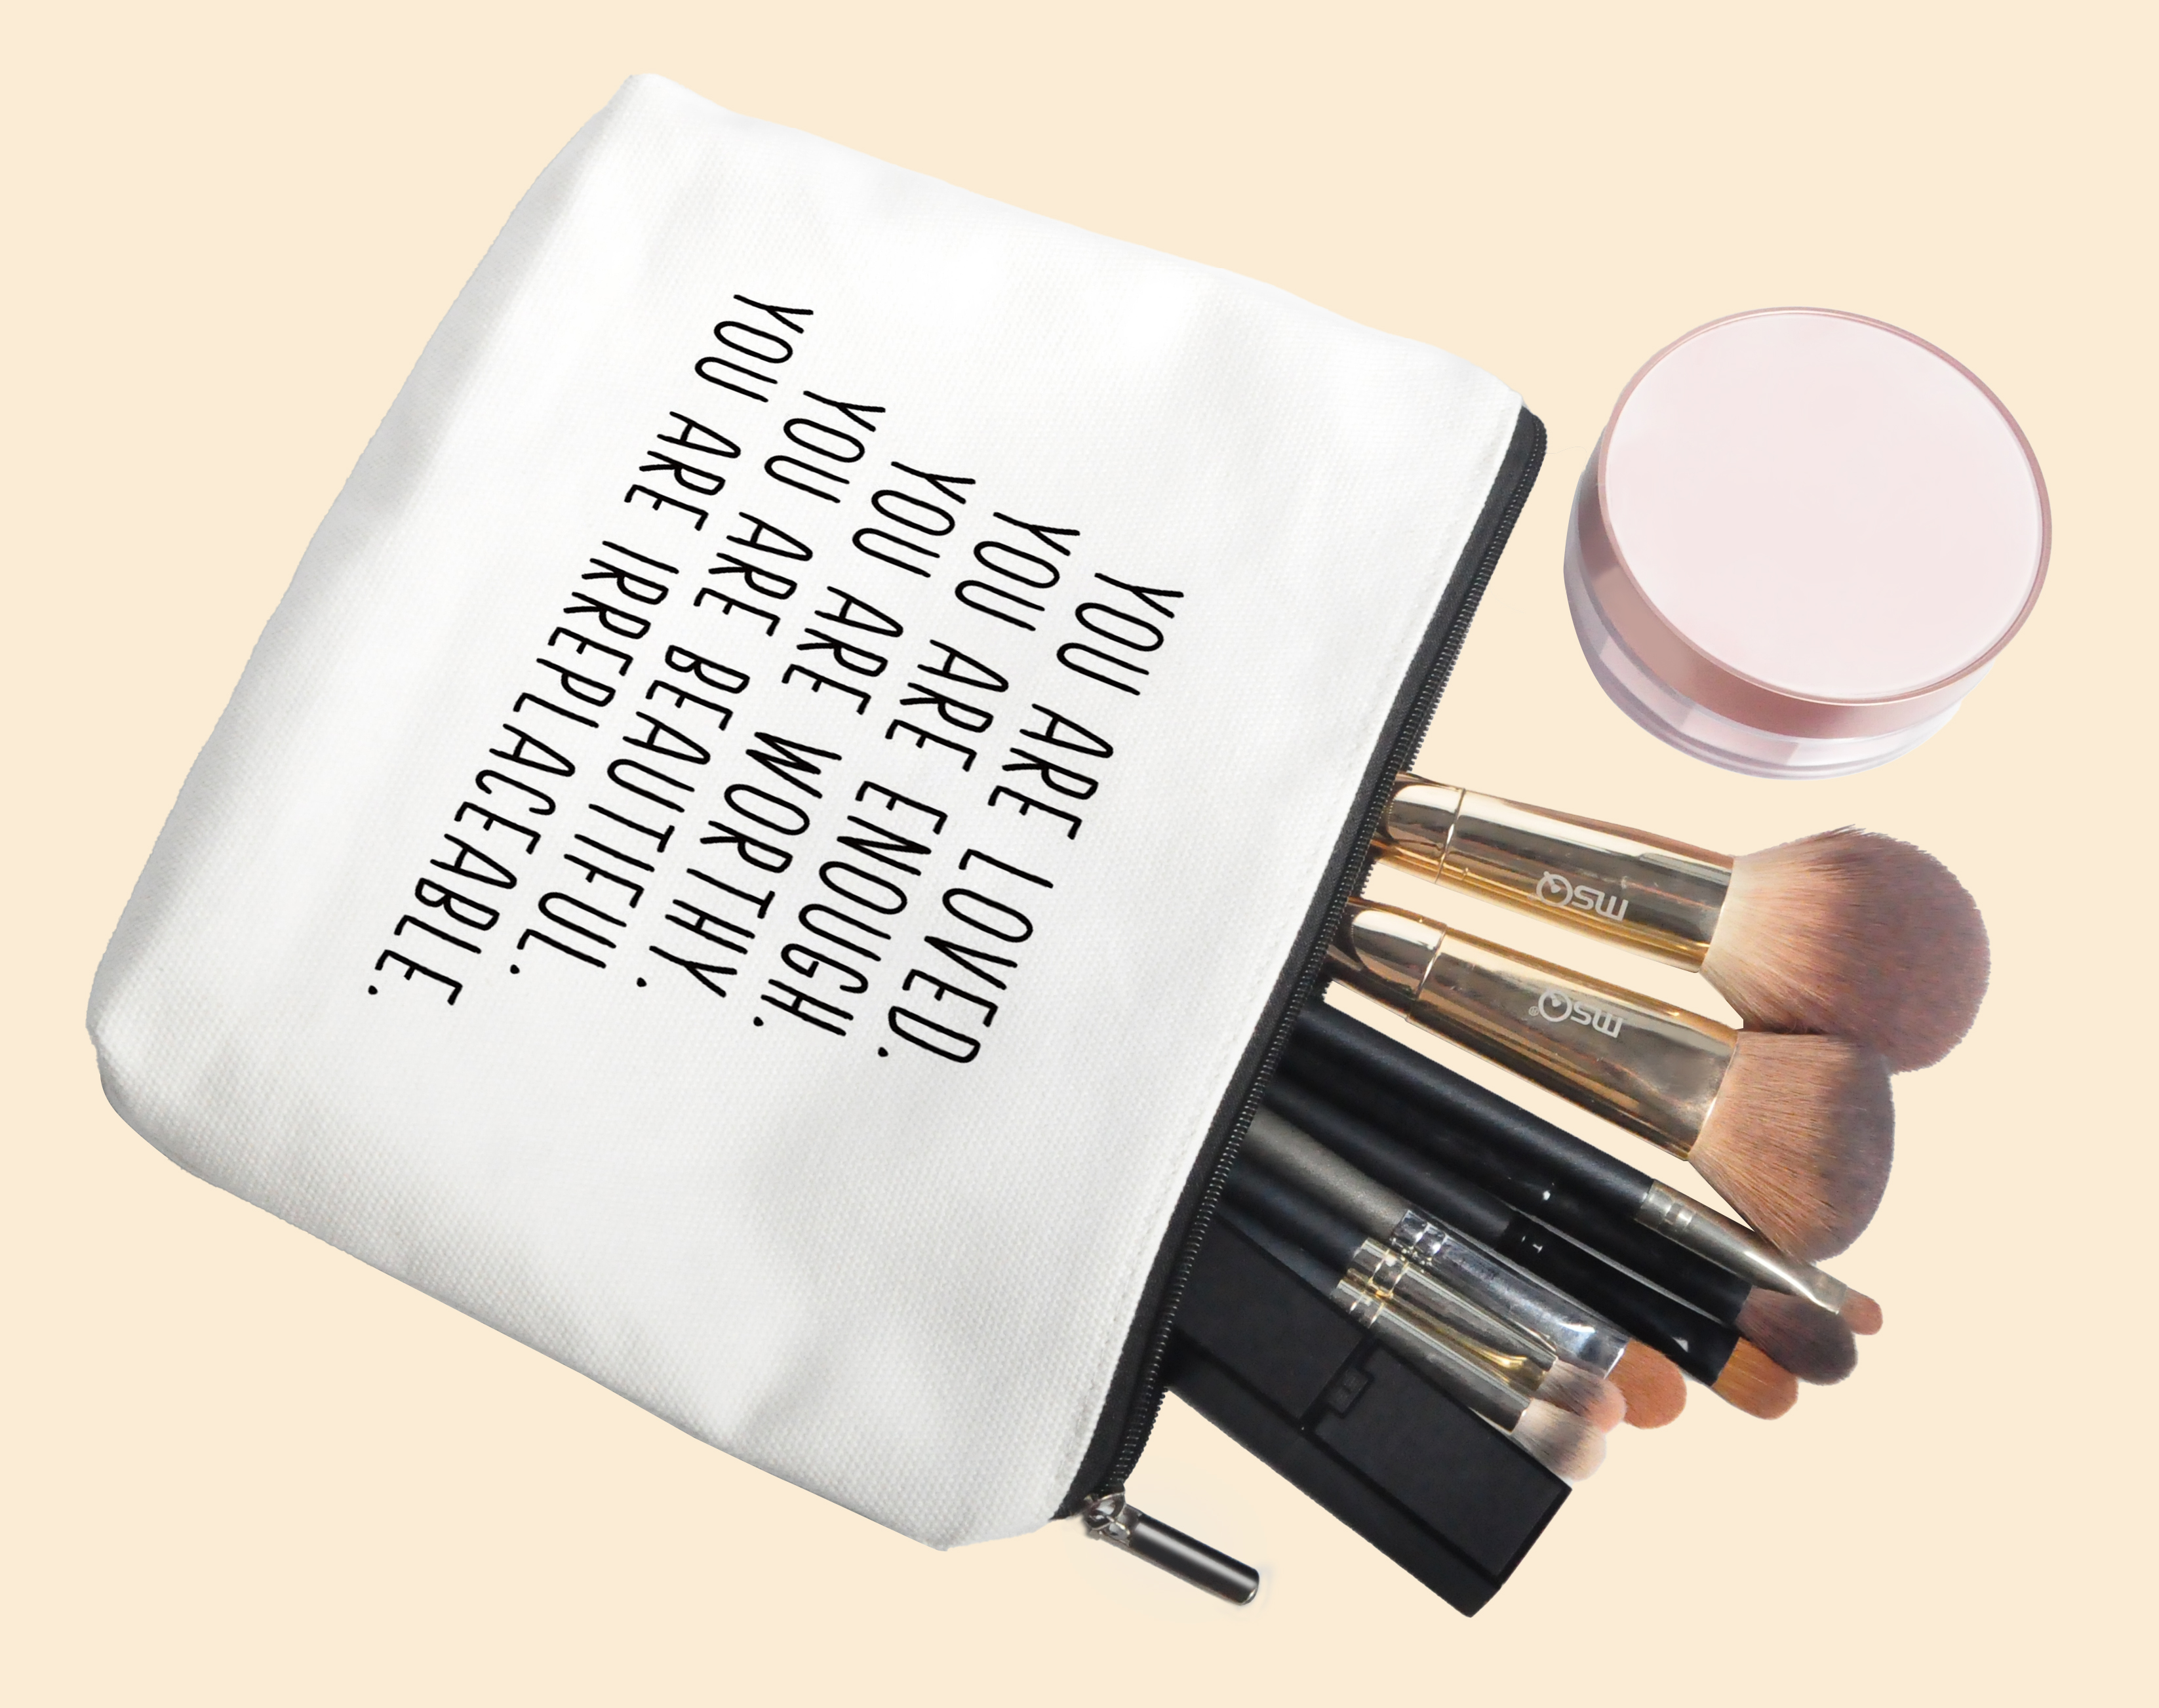 YOU ARE LOVED.
YOU ARE ENOUGH.
YOU ARE WORTHY.
YOU ARE BEAUTIFUL.
YOU ARE IRREPLACEABLE.
msQ
msQ®